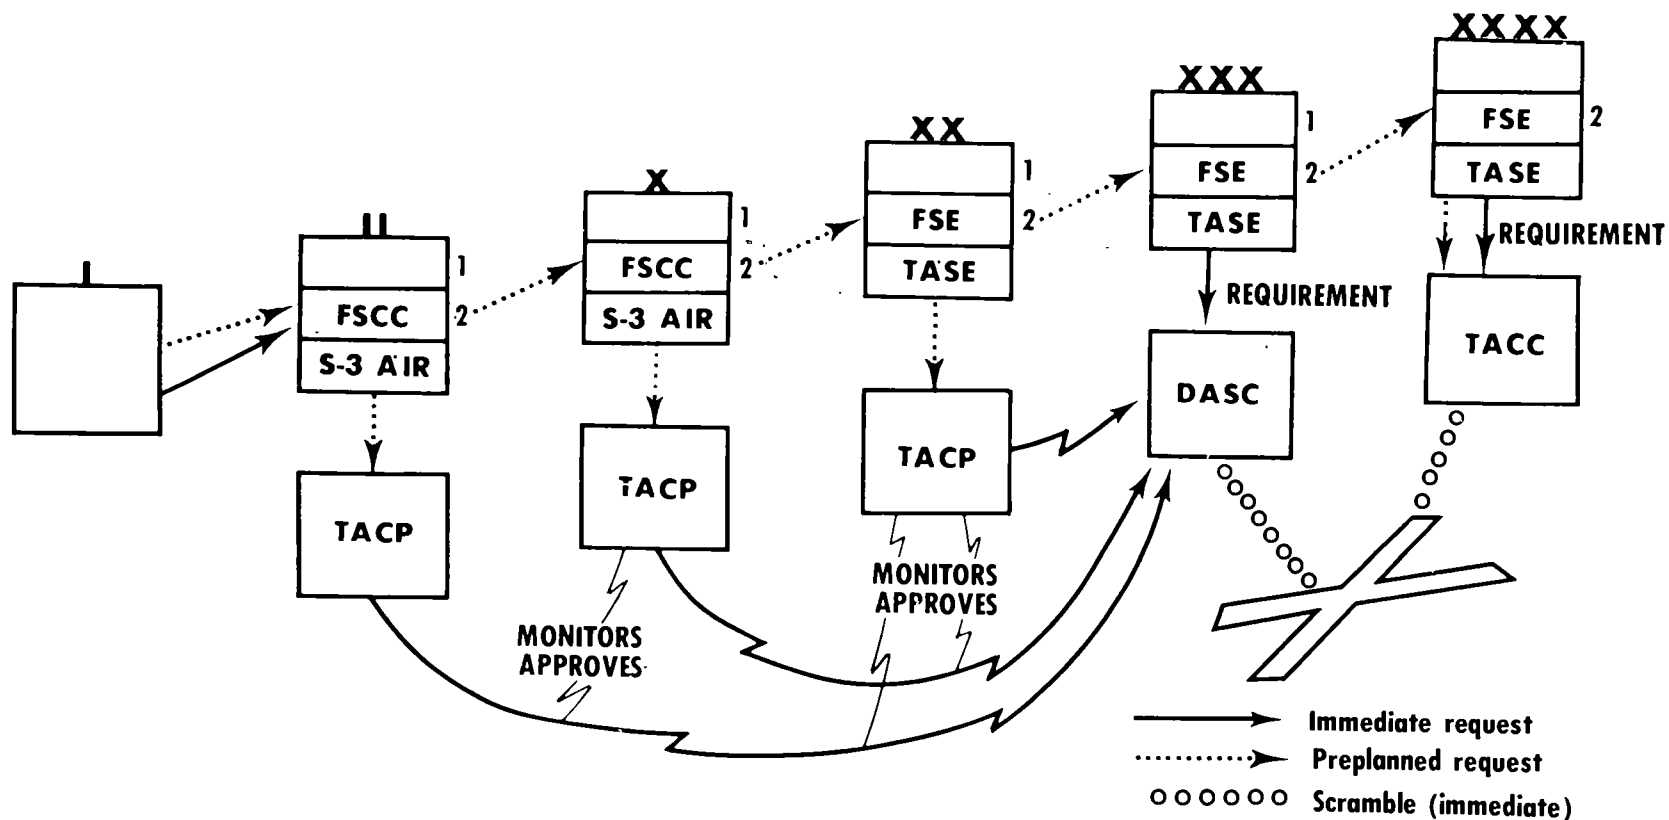 I
II
1
FSCC
2
S-3 AIR
TACP
X
1
FSCC
2
S-3 AIR
TACP
XX
1
FSE
2
TASE
TACP
XXX
1
FSE
2
TASE
REQUIREMENT
DASC
XXXX
FSE
2
TASE
REQUIREMENT
TACC
MONITORS
APPROVES
MONITORS
APPROVES
Immediate request
Preplanned request
Scramble (immediate)